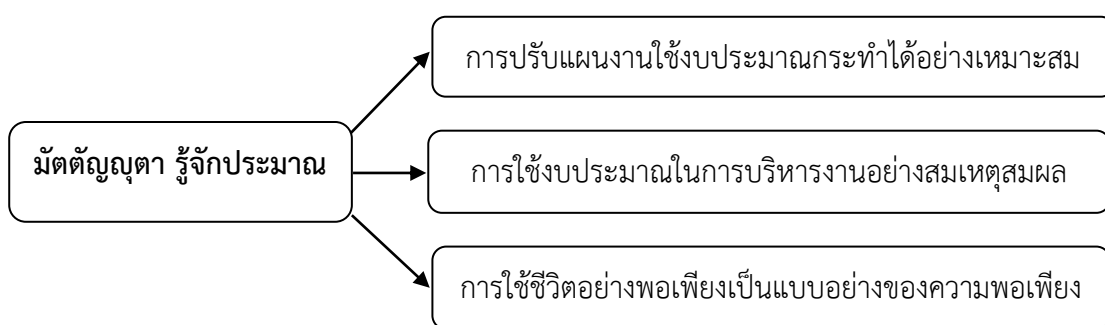 การปรับแผนงานใช้งบประมาณกระทำได้อย่างเหมาะสม
มัตตัญญุตา รู้จักประมาณ
การใช้งบประมาณในการบริหารงานอย่างสมเหตุสมผล
การใช้ชีวิตอย่างพอเพียงเป็นแบบอย่างของความพอเพียง